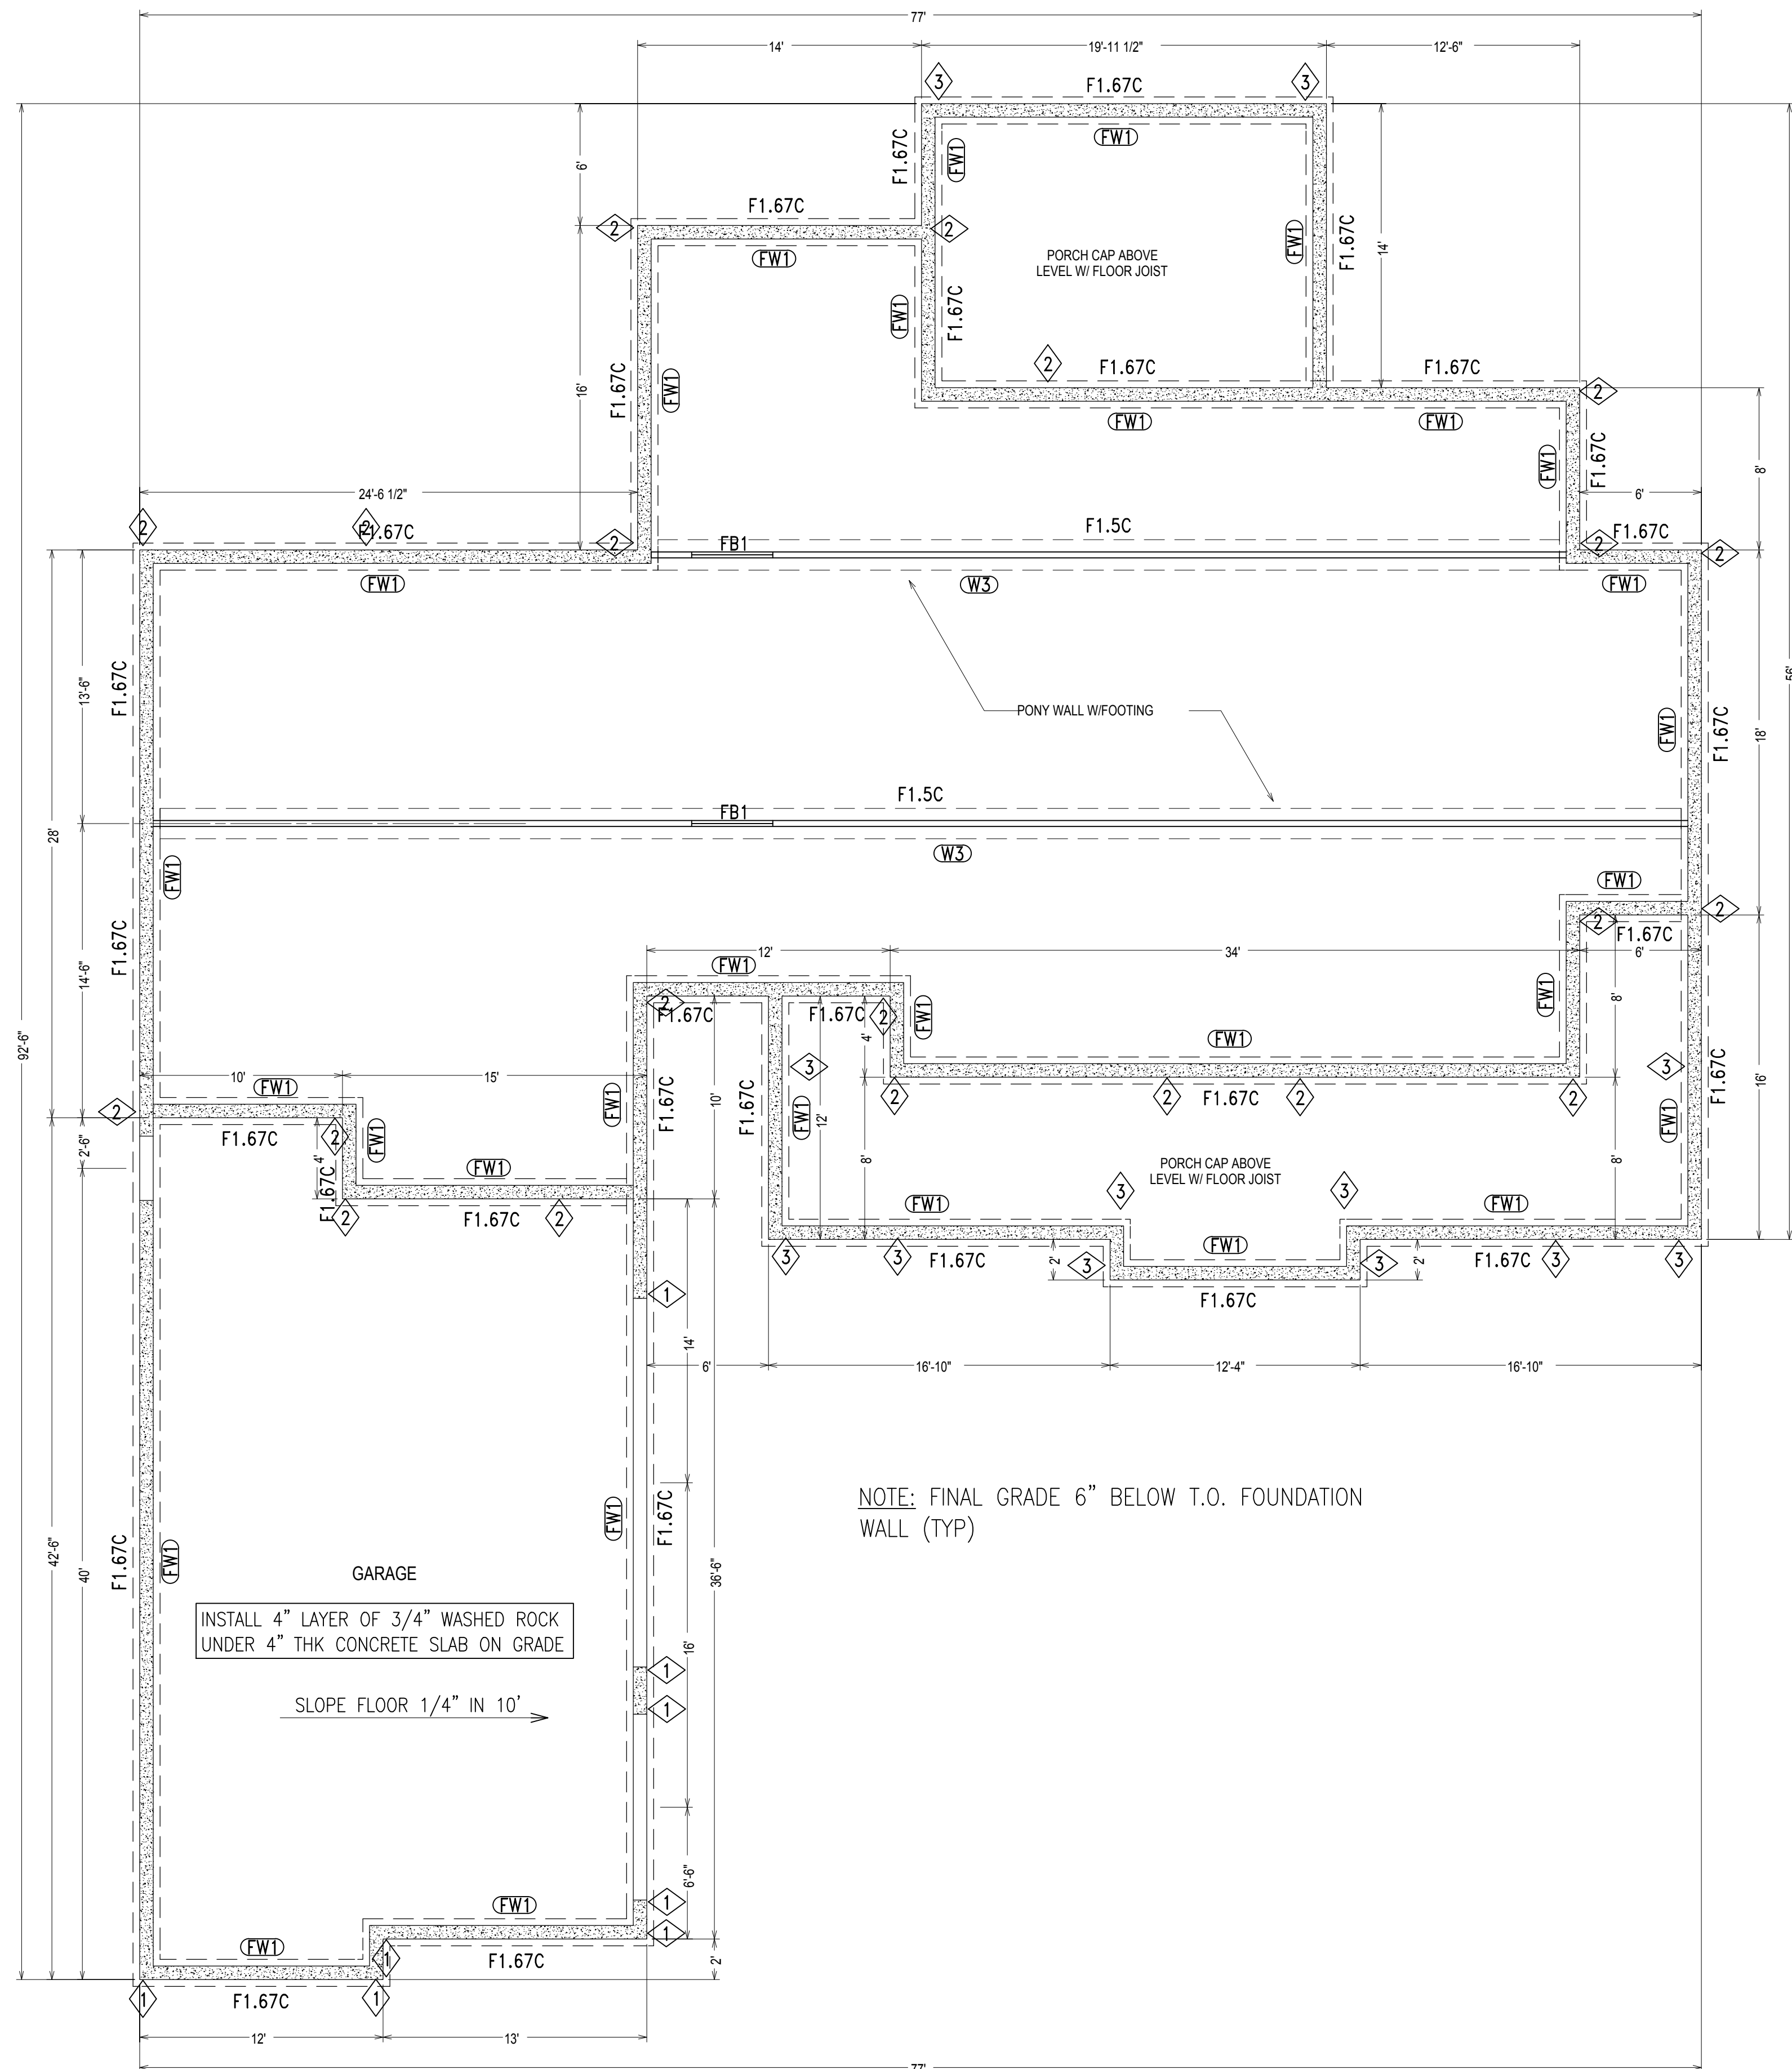 77'
14'
19'-11 1/2"
12'-6"
3
F1.67C
3
FW1
FW1
F1.67C
6'
F1.67C
2
2
FW1
PORCH CAP ABOVE
LEVEL W/ FLOOR JOIST
FW1
F1.67C
14'
FW1
F1.67C
16'
F1.67C
FW1
2
F1.67C
F1.67C
2
FW1
FW1
FW1
F1.67C
8'
24'-6 1/2"
6'
2
2
F1.67C
2
FB1
F1.5C
2
F1.67C
2
FW1
W3
FW1
56'
F1.67C
13'-6"
PONY WALL W/FOOTING
FW1
F1.67C
18'
F1.5C
FB1
28'
W3
FW1
FW1
2
2
F1.67C
F1.67C
14'-6"
12'
34'
6'
FW1
2
F1.67C
F1.67C
2
FW1
FW1
8'
4'
FW1
92'-6"
10'
15'
FW1
3
3
F1.67C
16'
2
FW1
F1.67C
10'
F1.67C
FW1
12'
2
2
F1.67C
2
2
FW1
F1.67C
2
FW1
2'-6"
4'
F1.67C
FW1
8'
PORCH CAP ABOVE
LEVEL W/ FLOOR JOIST
8'
2
F1.67C
2
3
3
FW1
FW1
FW1
3
3
F1.67C
3
2'
3
2'
F1.67C
3
3
F1.67C
1
14'
6'
16'-10"
12'-4"
16'-10"
NOTE: FINAL GRADE 6" BELOW T.O. FOUNDATION
WALL (TYP)
FW1
F1.67C
42'-6"
40'
F1.67C
FW1
GARAGE
36'-6"
INSTALL 4" LAYER OF 3/4" WASHED ROCK
UNDER 4" THK CONCRETE SLAB ON GRADE
16'
1
SLOPE FLOOR 1/4" IN 10'
1
6'-6"
FW1
1
1
FW1
1
F1.67C
2'
1
F1.67C
1
12'
13'
77'